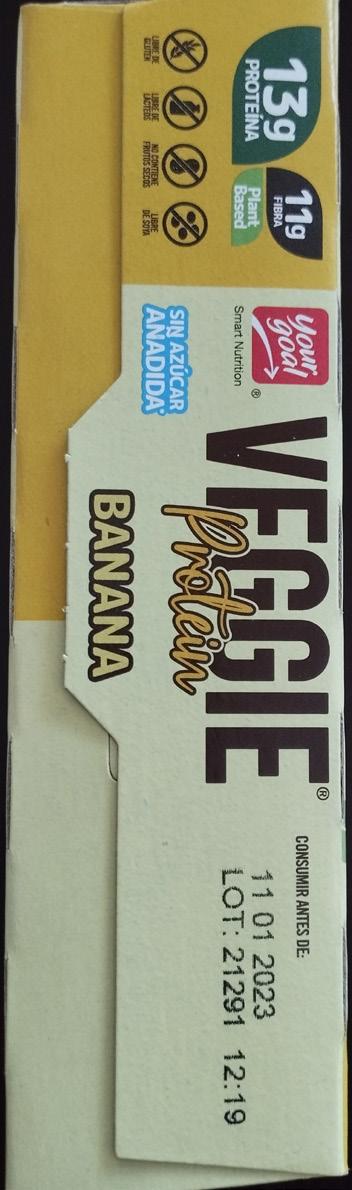 13g
PROTEÍNA
11g
FIBRA
Plant
Based
LIBRE DE
GLUTEN
LIBRE DE
LÁCTEOS
NO CONTIENE
FRUTOS SECOS
LIBRE
DE SOYA
your
goal
Smart Nutrition ®
SIN AZÚCAR
AÑADIDA
VEGGIE®
Protein
BANANA
CONSUMIR ANTES DE:
11 01 2023
LOT: 21291 12:19